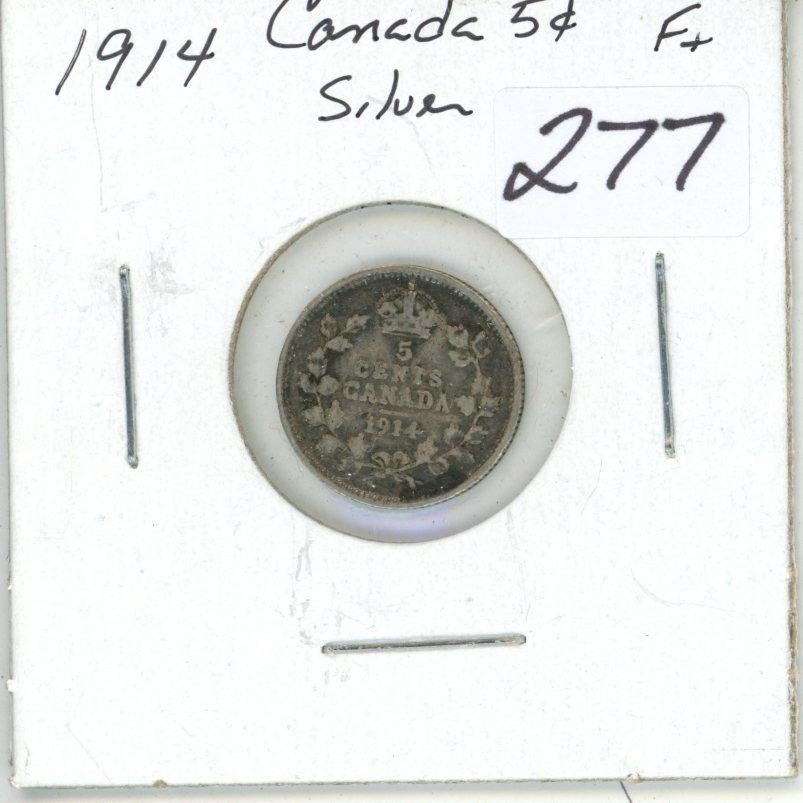 1914 Canada 5¢ F+
Silver
277
5
CENTS
CANADA
1914